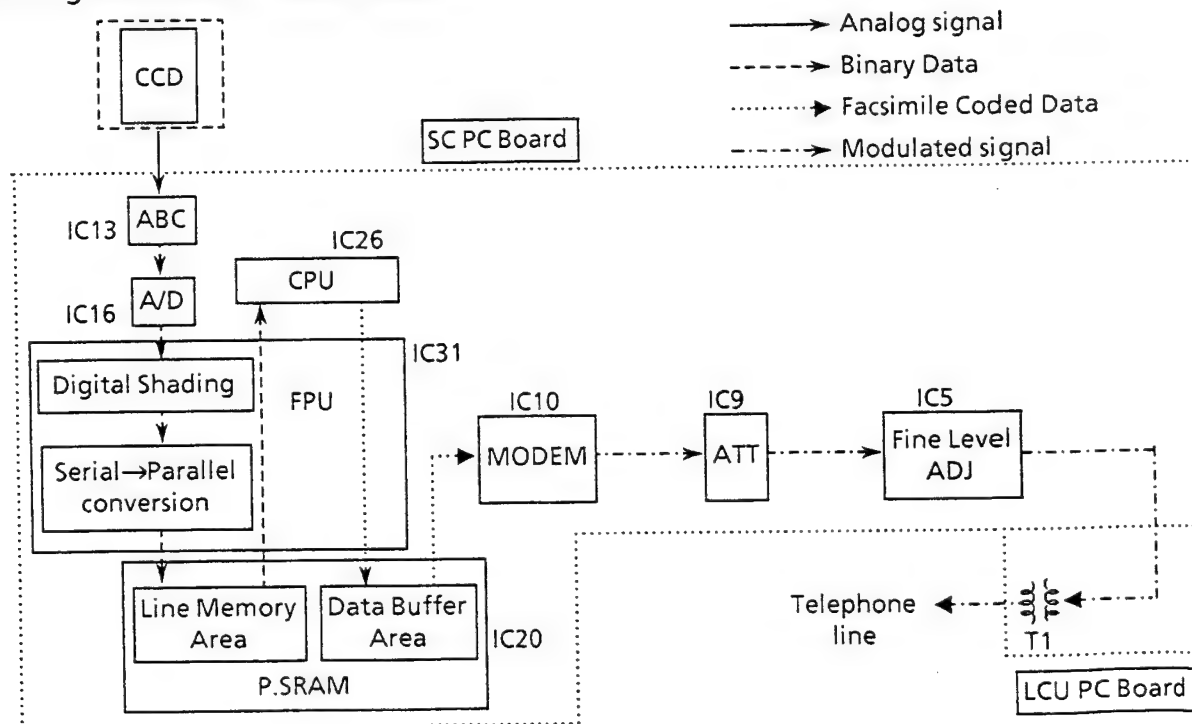 Analog signal
CCD
Binary Data
Facsimile Coded Data
SC PC Board
Modulated signal
IC13
ABC
IC26
CPU
IC16
A/D
IC31
Digital Shading
FPU
IC10
IC9
IC5
MODEM
ATT
Fine Level
ADJ
Serial→Parallel
conversion
Line Memory
Area
Data Buffer
Area
IC20
P.SRAM
Telephone
line
T1
LCU PC Board